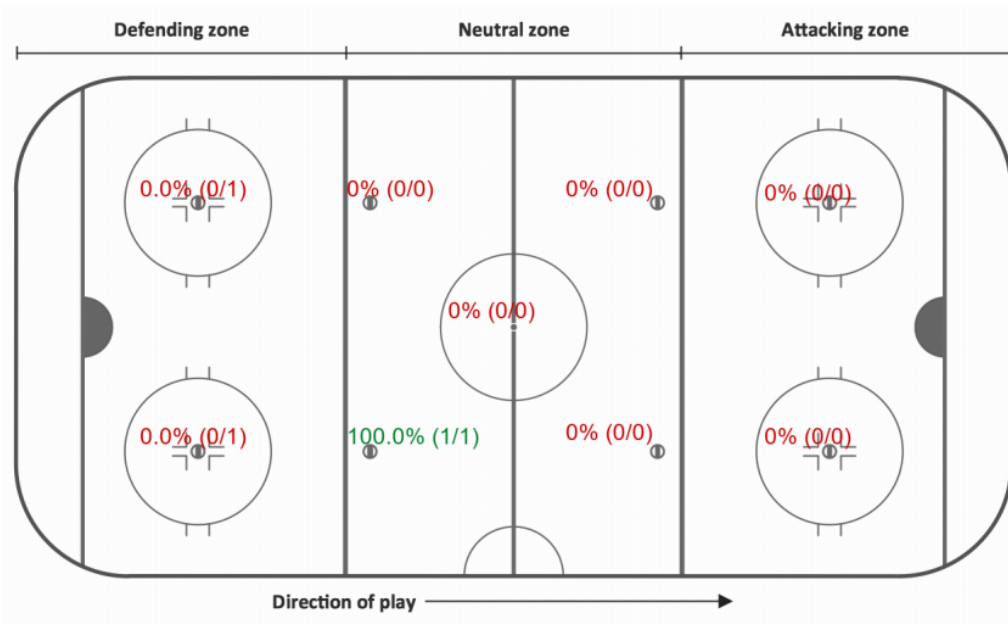 Defending zone
Neutral zone
Attacking zone
0.0% (0/1)
0% (0/0)
0% (0/0)
0% (0/0)
0% (0/0)
0.0% (0/1)
100.0% (1/1)
0% (0/0)
0% (0/0)
Direction of play